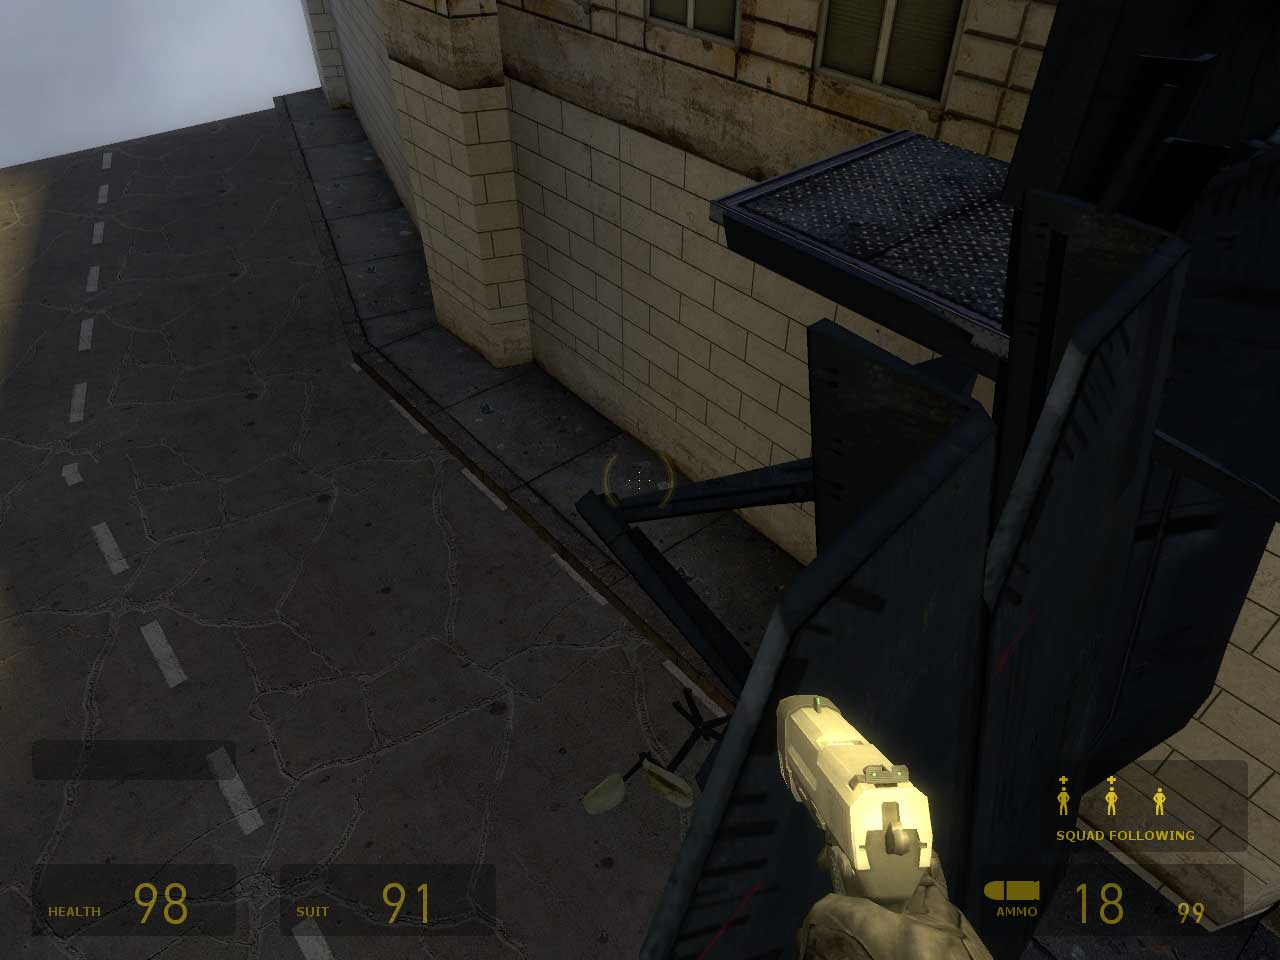 SQUAD FOLLOWING
HEALTH 98
SUIT 91
AMMO 18 99